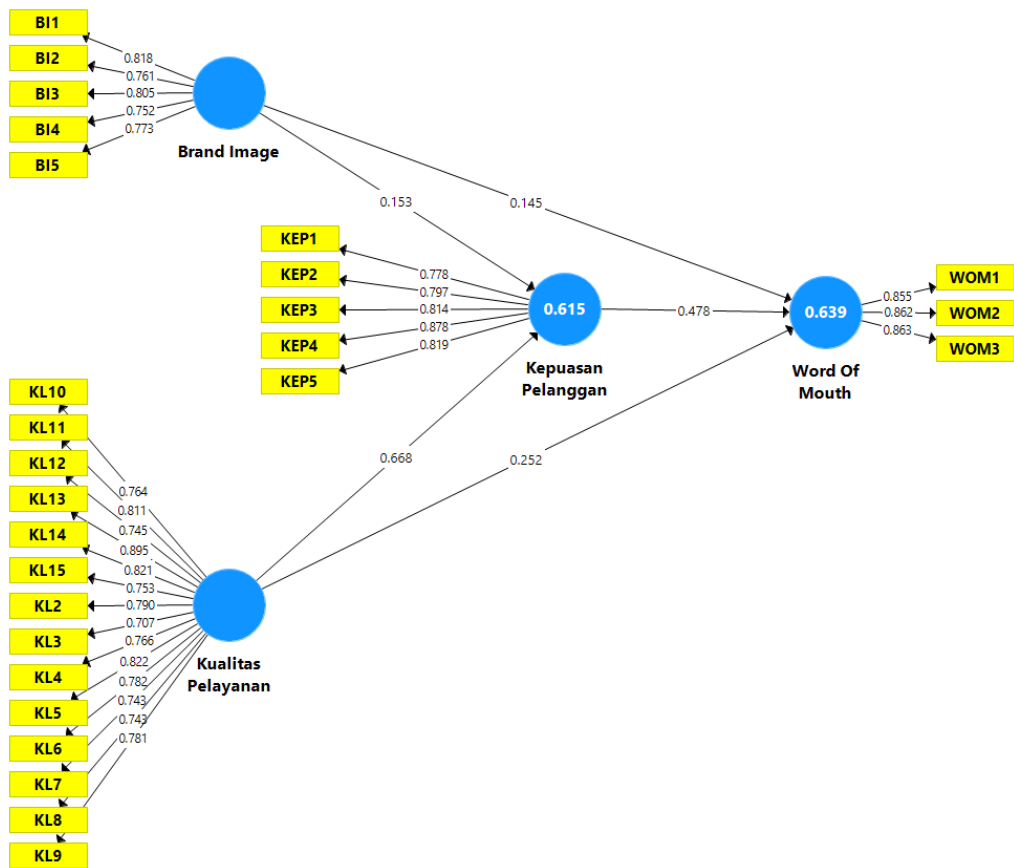 BI1
BI2
BI3
BI4
BI5
0.818
0.761
0.805
0.752
0.773
Brand Image
0.153
0.145
KEP1
KEP2
KEP3
KEP4
KEP5
0.778
0.797
0.814
0.878
0.819
0.615
Kepuasan
Pelanggan
0.478
0.639
Word Of
Mouth
0.855
0.862
0.863
WOM1
WOM2
WOM3
0.668
0.252
KL10
KL11
KL12
KL13
KL14
KL15
KL2
KL3
KL4
KL5
KL6
KL7
KL8
KL9
0.764
0.811
0.745
0.895
0.821
0.753
0.790
0.707
0.766
0.822
0.782
0.743
0.743
0.781
Kualitas
Pelayanan